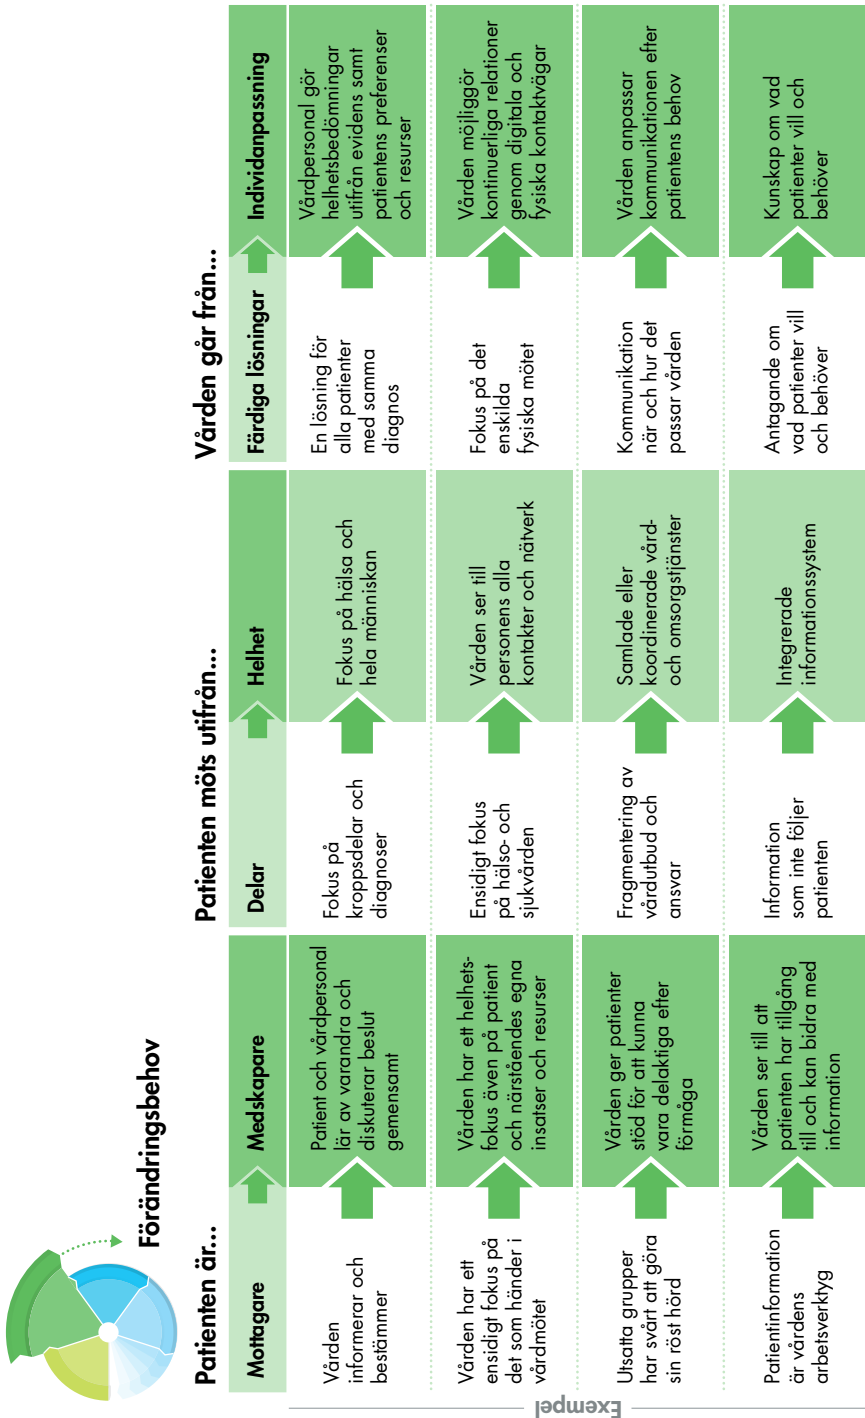 Förändringsbehov
Patienten är...
Mottagare
Medskapare
Vården
informerar och
bestämmer
Patient och vårdpersonal
lär av varandra och
diskuterar beslut
gemensamt
Vården har ett
ensidigt fokus på
det som händer i
vårdmötet
Vården har ett helhets-
fokus även på patient
och närståendes egna
insatser och resurser
Utsatta grupper
har svårt att göra
sin röst hörd
Vården ger patienter
stöd för att kunna
vara delaktiga efter
förmåga
Patientinformation
är vårdens
arbetsverktyg
Vården ser till att
patienten har tillgång
till och kan bidra med
information
Patienten möts utifrån...
Delar
Helhet
Fokus på
kroppsdelar och
diagnoser
Fokus på hälsa och
hela människan
Ensidigt fokus
på hälso- och
sjukvården
Vården ser till
personens alla
kontakter och nätverk
Fragmentering av
vårdutbud och
ansvar
Samlade eller
koordinerade vård-
och omsorgstjänster
Information
som inte följer
patienten
Integrerade
informationssystem
Vården går från...
Färdiga lösningar
Individanpassning
En lösning för
alla patienter
med samma
diagnos
Vårdpersonal gör
helhetsbedömningar
utifrån evidens samt
patientens preferenser
och resurser
Fokus på det
enskilda
fysiska mötet
Vården möjliggör
kontinuerliga relationer
genom digitala och
fysiska kontaktvägar
Kommunikation
när och hur det
passar vården
Vården anpassar
kommunikationen efter
patientens behov
Antagande om
vad patienter vill
och behöver
Kunskap om vad
patienter vill och
behöver
Exempel